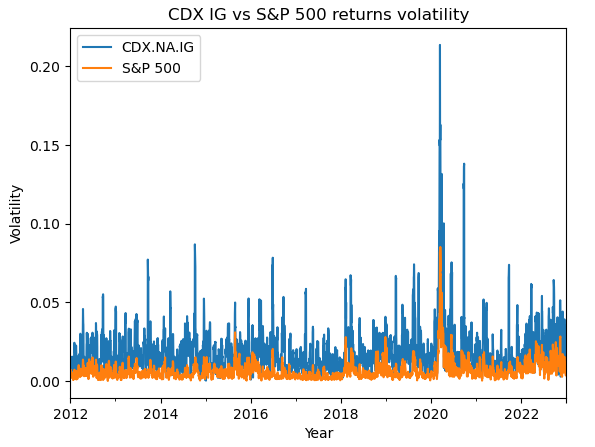 CDX IG vs S&P 500 returns volatility
CDX.NA.IG
S&P 500
0.20
0.15
0.10
0.05
0.00
Volatility
2012 2014 2016 2018 2020 2022
Year